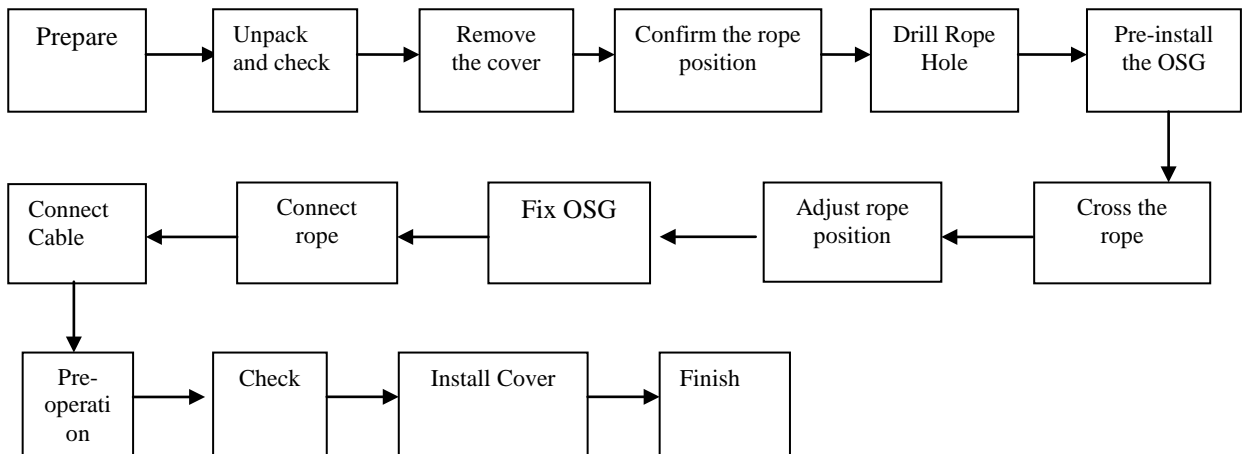 Prepare
Unpack
and check
Remove
the cover
Confirm the rope
position
Drill Rope
Hole
Pre-install
the OSG
Cross the
rope
Adjust rope
position
Fix OSG
Connect
rope
Connect
Cable
Pre-
operati
on
Check
Install Cover
Finish